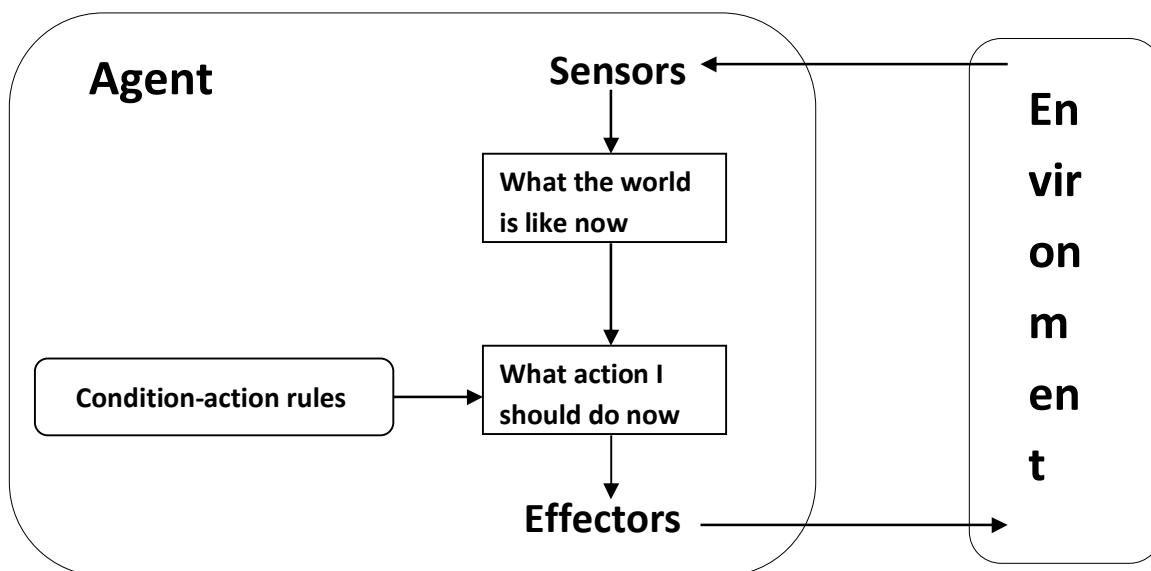 Agent
Sensors
What the world
is like now
Condition-action rules
What action I
should do now
Effectors
En
vir
on
m
en
t